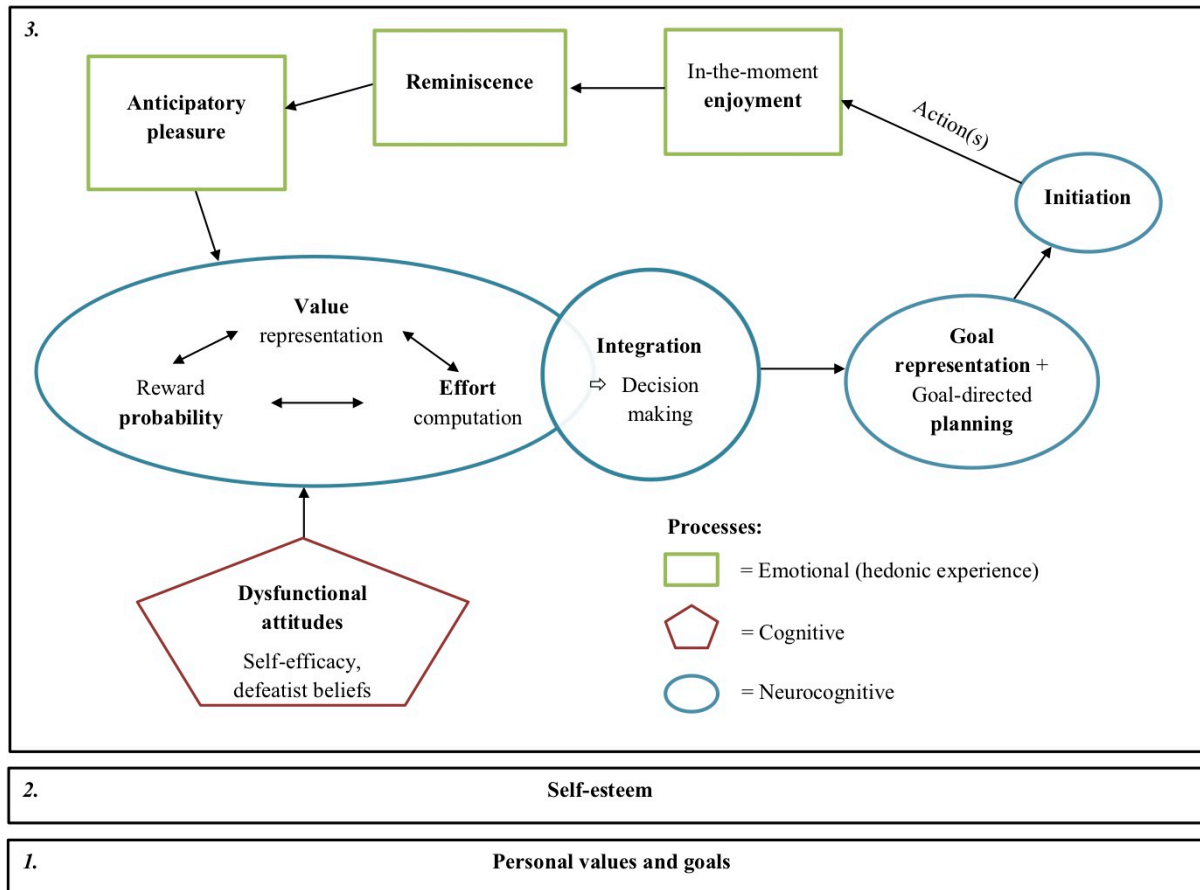 3.
Anticipatory
pleasure
Reminiscence
In-the-moment
enjoyment
Action(s)
Initiation
Value
representation
Reward
probability
Effort
computation
Integration
⇨ Decision
making
Goal
representation +
Goal-directed
planning
Dysfunctional
attitudes
Self-efficacy,
defeatist beliefs
Processes:
= Emotional (hedonic experience)
= Cognitive
= Neurocognitive
2.
Self-esteem
1.
Personal values and goals